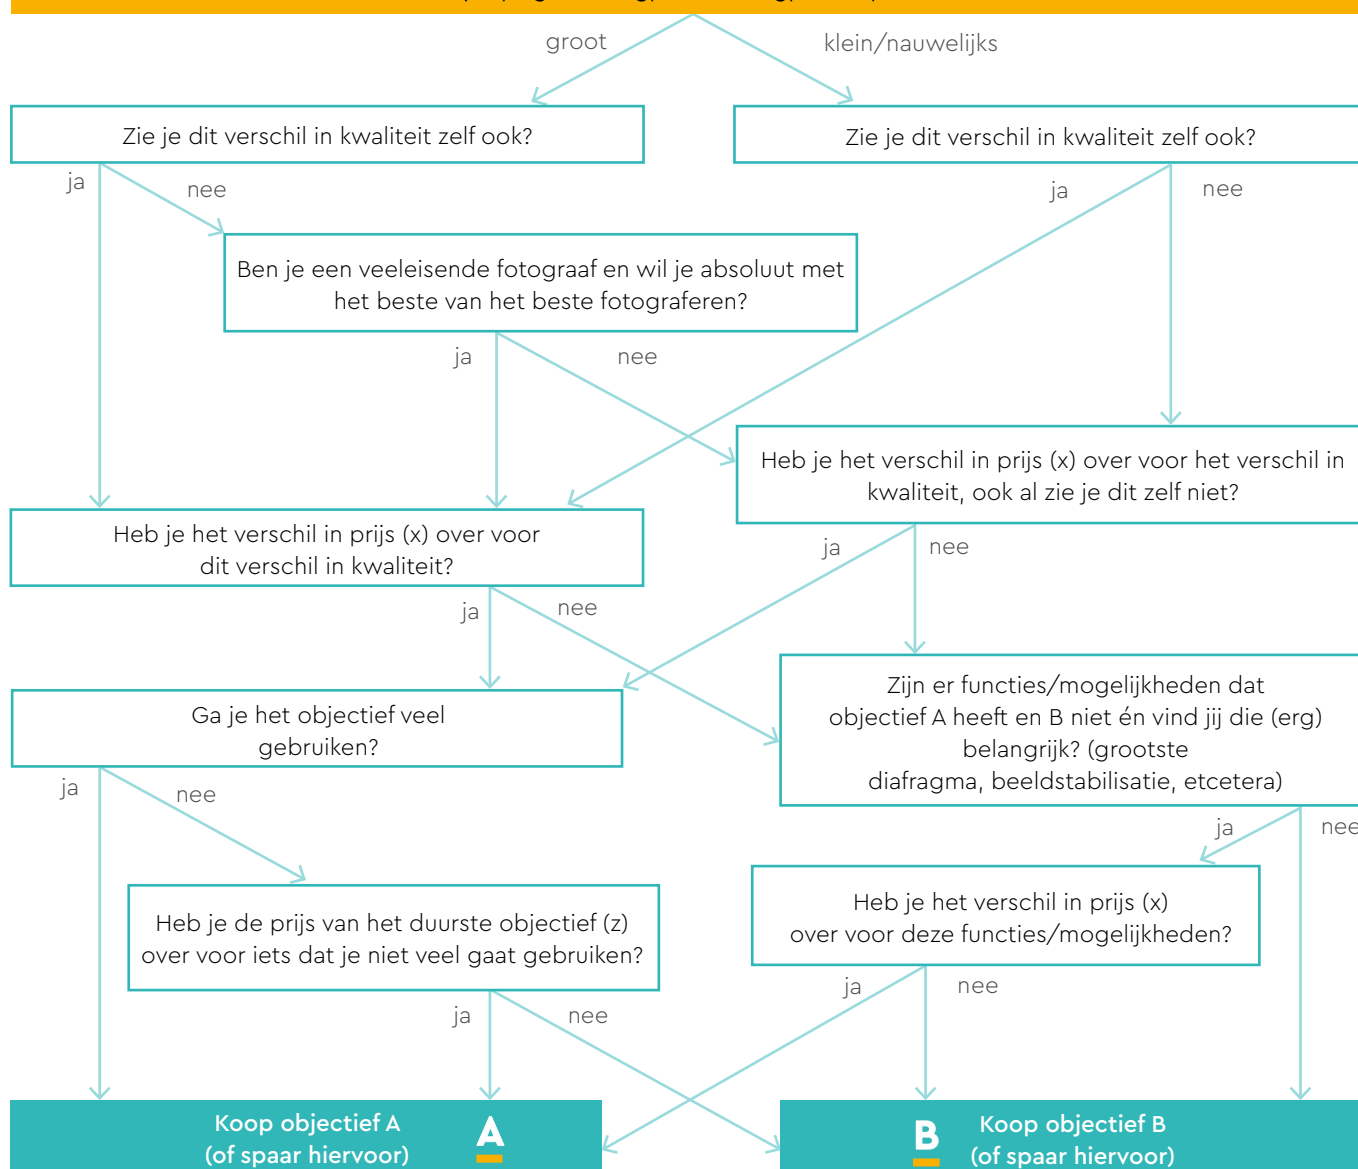 groot
klein/nauwelijks
Zie je dit verschil in kwaliteit zelf ook?
Zie je dit verschil in kwaliteit zelf ook?
ja
nee
ja
nee
Ben je een veeleisende fotograaf en wil je absoluut met
het beste van het beste fotograferen?
ja
nee
Heb je het verschil in prijs (x) over voor het verschil in
kwaliteit, ook al zie je dit zelf niet?
Heb je het verschil in prijs (x) over voor
dit verschil in kwaliteit?
ja
nee
ja
nee
Zijn er functies/mogelijkheden dat
objectief A heeft en B niet én vind jij die (erg)
belangrijk? (grootste
diafragma, beeldstabilisatie, etcetera)
Ga je het objectief veel
gebruiken?
ja
nee
ja
nee
Heb je het verschil in prijs (x)
over voor deze functies/mogelijkheden?
Heb je de prijs van het duurste objectief (z)
over voor iets dat je niet veel gaat gebruiken?
ja
nee
ja
nee
Koop objectief A
(of spaar hiervoor)
A
B
Koop objectief B
(of spaar hiervoor)